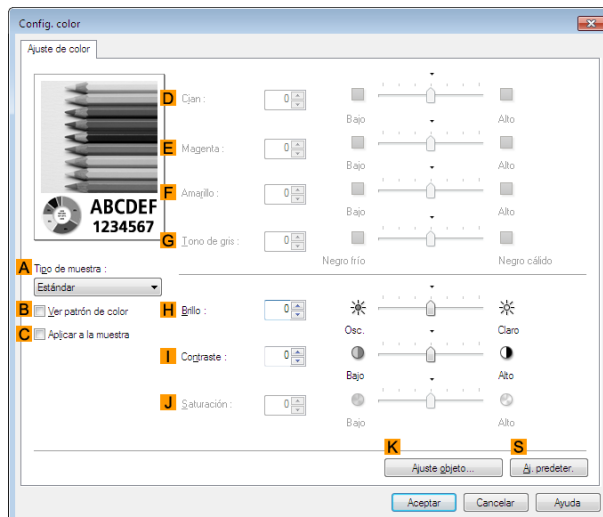 Config. color
Ajuste de color
D Cian : 0
Bajo Alto
E Magenta : 0
Bajo Alto
F Amarillo : 0
Bajo Alto
ABCDEF
1234567
G Tono de gris : 0
Negro frío Negro cálido
A Tipo de muestra :
Estándar
B Ver patrón de color
H Brillo : 0
Osc. Claro
C Aplicar a la muestra
I Contraste : 0
Bajo Alto
J Saturación : 0
Bajo Alto
K S
Ajuste objeto... Aj. predeter.
Aceptar Cancelar Ayuda